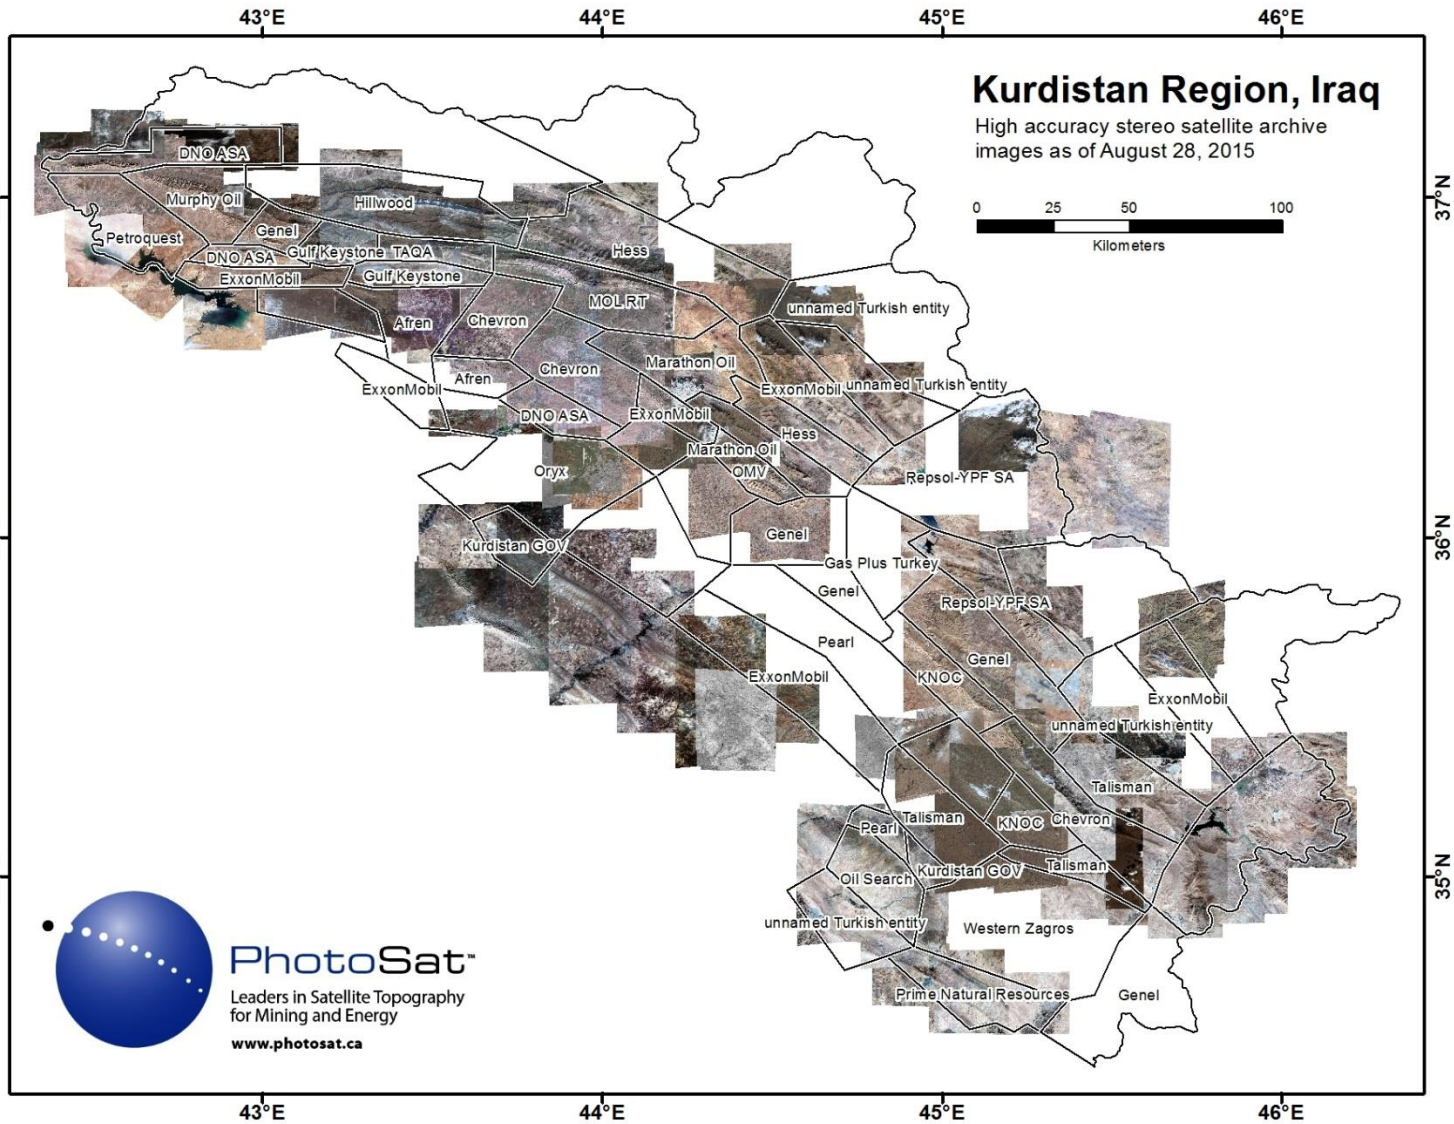 43°E
44°E
45°E
46°E
Kurdistan Region, Iraq
High accuracy stereo satellite archive
images as of August 28, 2015
0 25 50 100
Kilometers
37°N
36°N
35°N
DNO ASA
Murphy Oil
Hillwood
Petroquest
Genel
Gulf Keystone
TAQA
Hess
DNO ASA
ExxonMobil
Gulf Keystone
MOL RT
unnamed Turkish entity
Afren
Chevron
Marathon Oil
Chevron
Afren
ExxonMobil
ExxonMobil
unnamed Turkish entity
DNO ASA
ExxonMobil
Hess
Marathon Oil
Oryx
OMV
Repsol-YPF SA
Genel
Kurdistan GOV
Gas Plus Turkey
Genel
Repsol-YPF SA
Pearl
Genel
KNOC
ExxonMobil
ExxonMobil
unnamed Turkish entity
Talisman
Talisman
Pearl
KNOC
Chevron
Talisman
Kurdistan GOV
Oil Search
unnamed Turkish entity
Western Zagros
Prime Natural Resources
Genel
PhotoSat™
Leaders in Satellite Topography
for Mining and Energy
www.photosat.ca
43°E
44°E
45°E
46°E